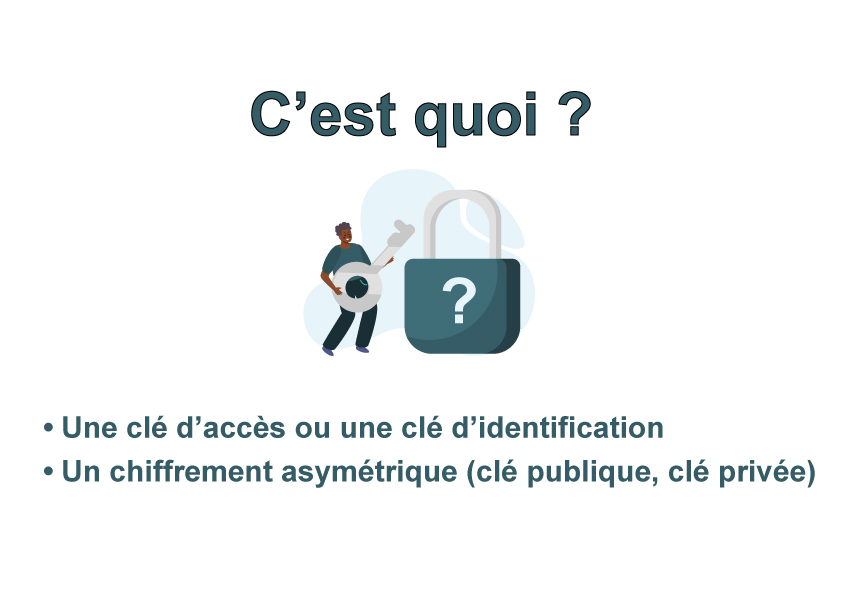 C’est quoi ?
?
• Une clé d’accès ou une clé d’identification
• Un chiffrement asymétrique (clé publique, clé privée)